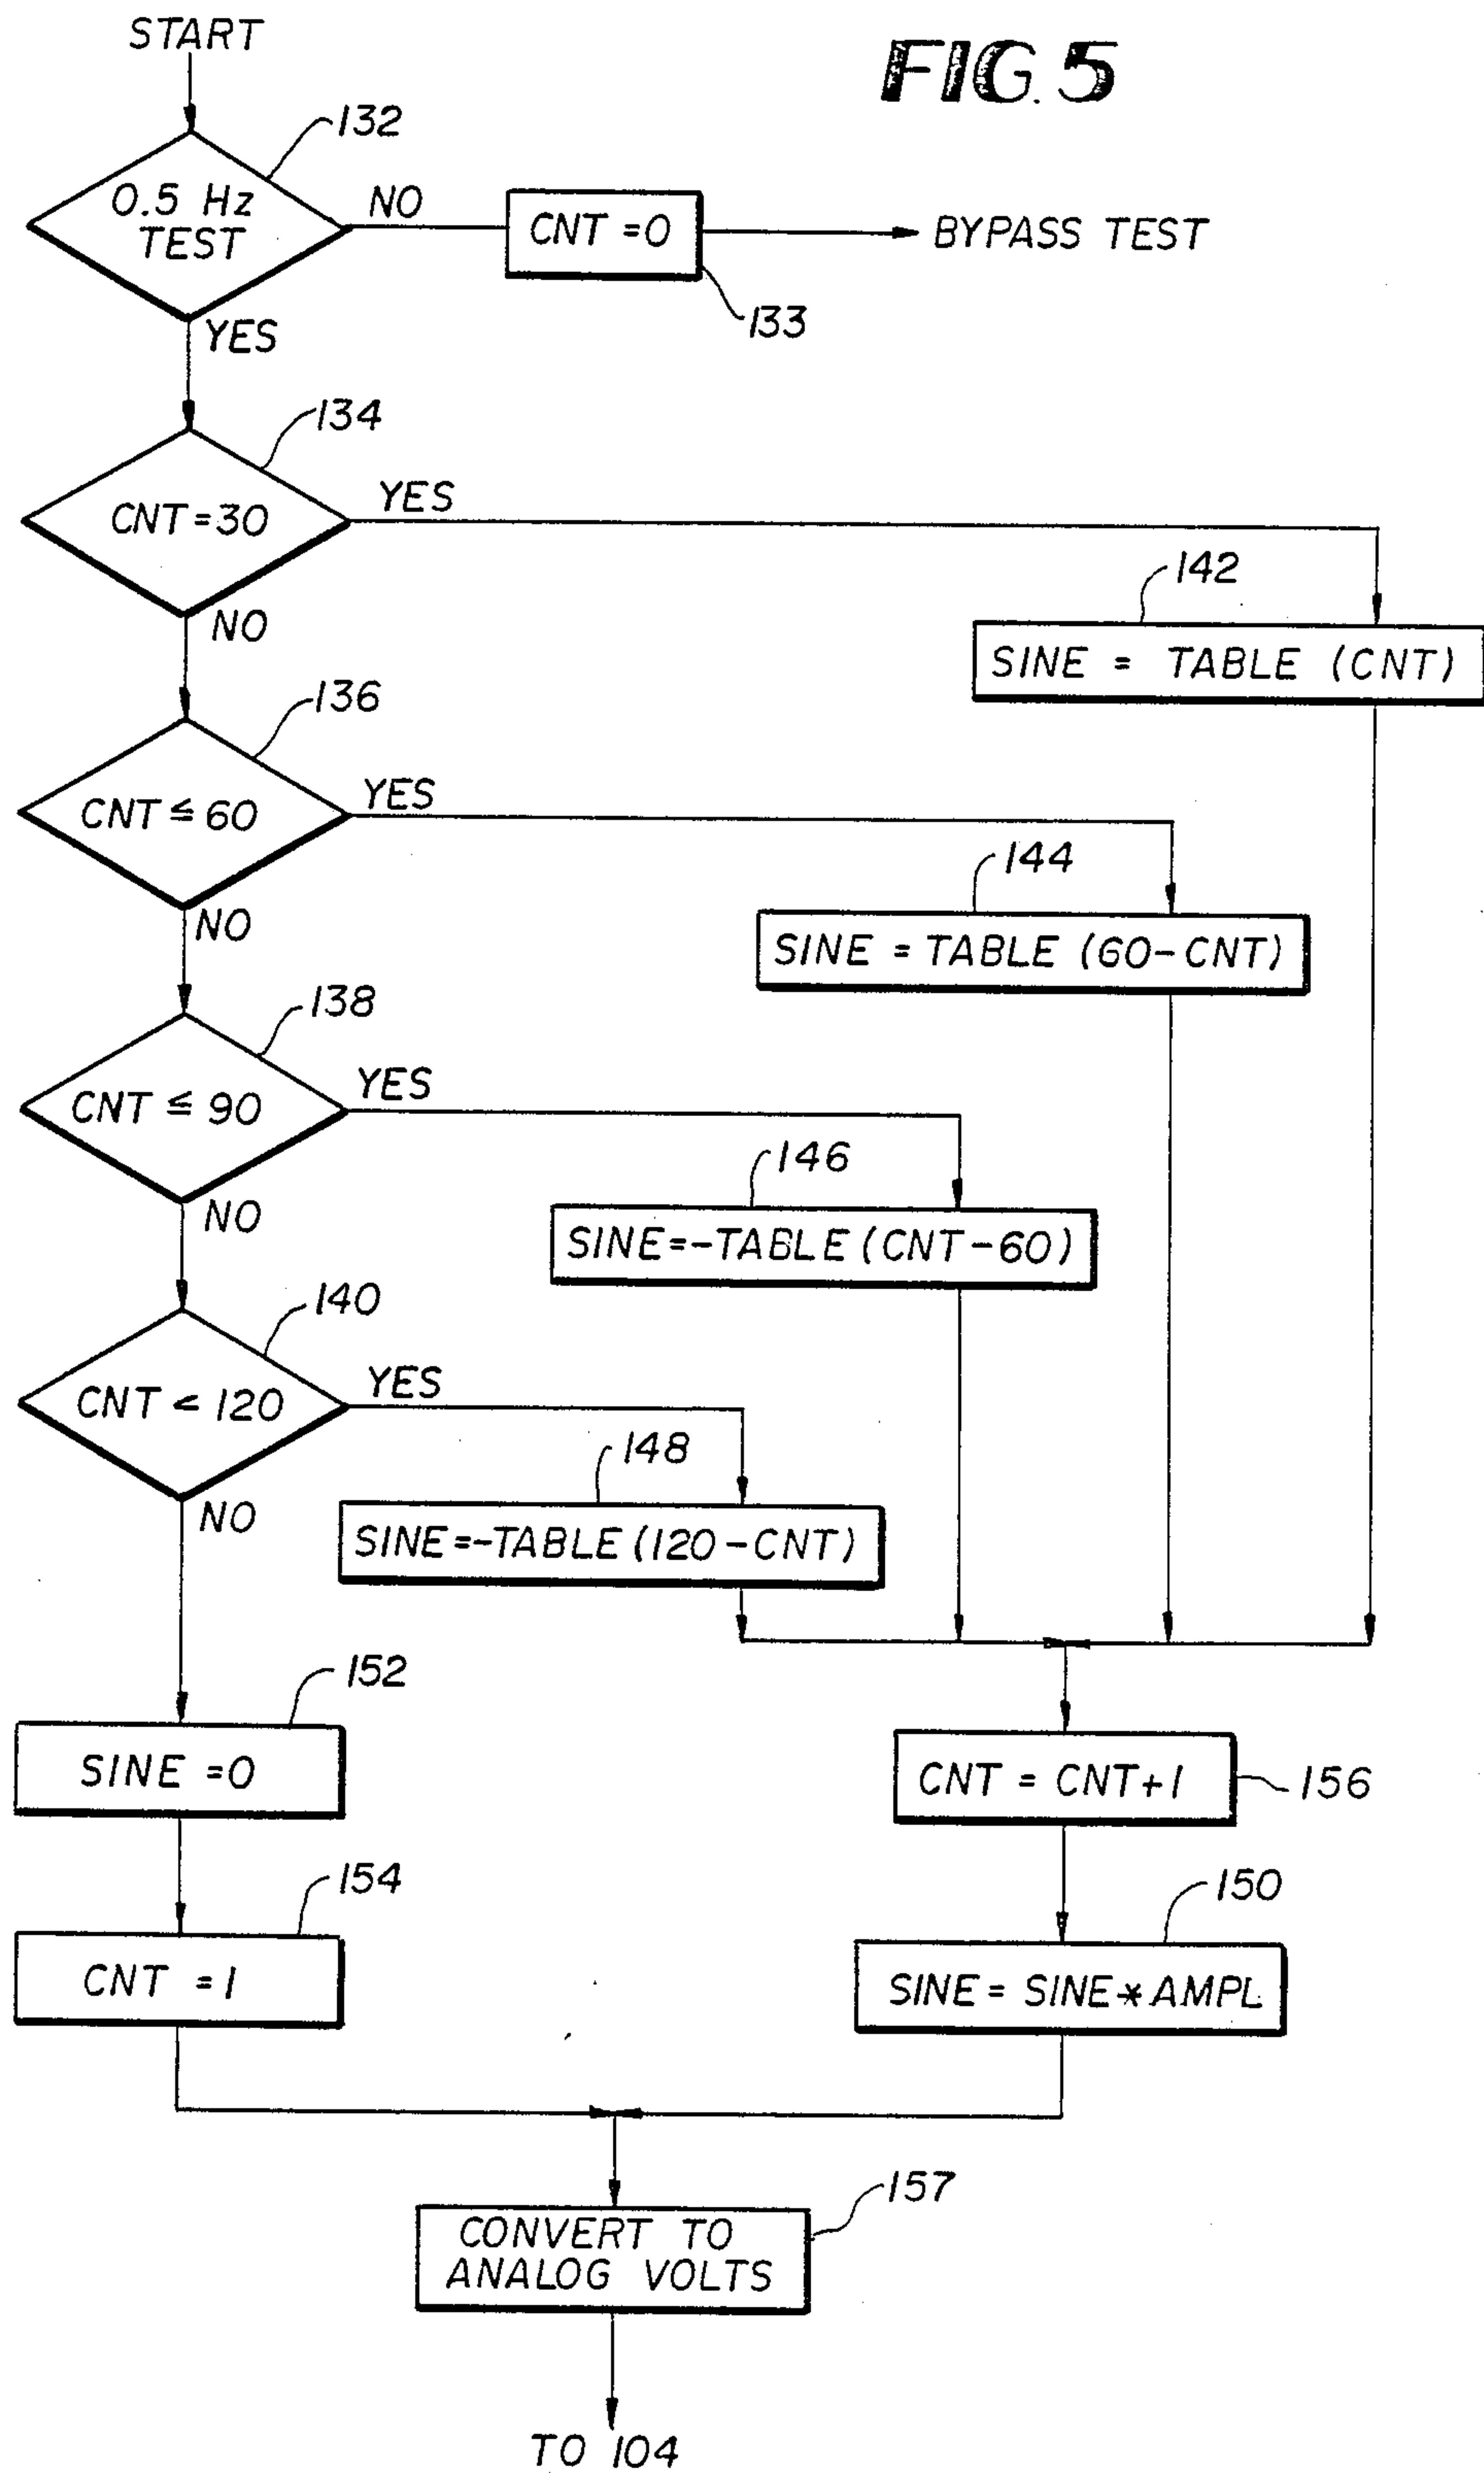 START
FIG. 5
132
0.5 Hz
TEST
NO
CNT = 0
BYPASS TEST
133
YES
134
CNT = 30
YES
142
NO
SINE = TABLE (CNT)
136
CNT ≦ 60
YES
144
NO
SINE = TABLE (60-CNT)
138
CNT ≦ 90
YES
146
NO
SINE=-TABLE (CNT-60)
140
CNT < 120
YES
148
NO
SINE=-TABLE (120-CNT)
152
SINE = 0
CNT = CNT+1
156
154
150
CNT = 1
SINE = SINE*AMPL
157
CONVERT TO
ANALOG VOLTS
TO 104